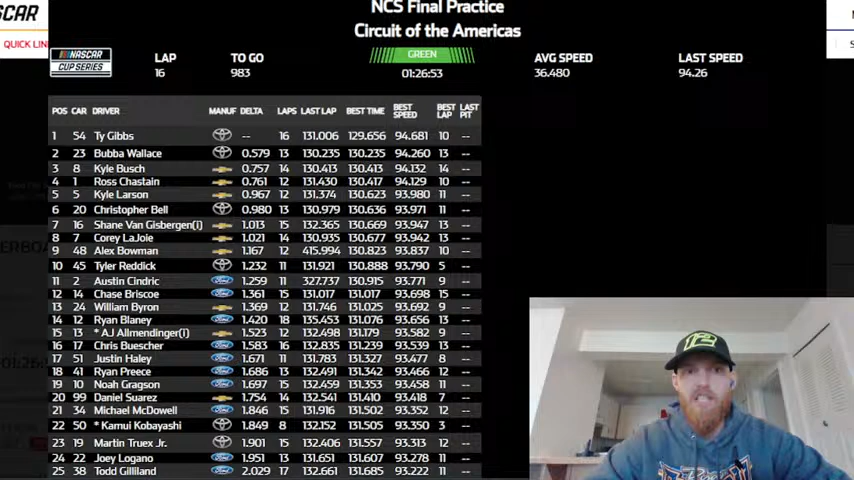 SCAR
QUICK LIN
NCS Final Practice
Circuit of the Americas
NASCAR
CUP SERIES
LAP
16
TO GO
983
GREEN
01:26:53
AVG SPEED
36.480
LAST SPEED
94.26
POS CAR DRIVER MANUF DELTA LAPS LAST LAP BEST TIME BEST SPEED BEST LAP LAST PIT
1 54 Ty Gibbs -- 16 131.006 129.656 94.681 10 --
2 23 Bubba Wallace 0.579 13 130.235 130.235 94.260 13 --
3 8 Kyle Busch 0.757 14 130.413 130.413 94.132 14 --
4 1 Ross Chastain 0.761 12 131.430 130.417 94.129 10 --
5 5 Kyle Larson 0.967 12 131.374 130.623 93.980 11 --
6 20 Christopher Bell 0.980 13 130.979 130.636 93.971 11 --
7 16 Shane Van Gisbergen(i) 1.013 15 132.365 130.669 93.947 13 --
8 7 Corey LaJoie 1.021 14 130.935 130.677 93.942 13 --
9 48 Alex Bowman 1.167 12 415.994 130.823 93.837 10 --
10 45 Tyler Reddick 1.232 11 131.921 130.888 93.790 5 --
11 2 Austin Cindric 1.259 11 327.737 130.915 93.771 9 --
12 14 Chase Briscoe 1.361 15 131.017 131.017 93.698 15 --
13 24 William Byron 1.369 12 131.746 131.025 93.692 9 --
14 12 Ryan Blaney 1.420 18 135.453 131.076 93.656 13 --
15 13 * AJ Allmendinger(i) 1.523 12 132.498 131.179 93.582 9 --
16 17 Chris Buescher 1.583 16 132.835 131.239 93.539 13 --
17 51 Justin Haley 1.671 11 131.783 131.327 93.477 8 --
18 41 Ryan Preece 1.686 13 132.491 131.342 93.466 12 --
19 10 Noah Gragson 1.697 15 132.459 131.353 93.458 11 --
20 99 Daniel Suarez 1.754 14 132.541 131.410 93.418 7 --
21 34 Michael McDowell 1.846 15 131.916 131.502 93.352 12 --
22 50 * Kamui Kobayashi 1.849 8 132.152 131.505 93.350 3 --
23 19 Martin Truex Jr. 1.901 15 132.406 131.557 93.313 12 --
24 22 Joey Logano 1.951 13 131.651 131.607 93.278 11 --
25 38 Todd Gilliland 2.029 17 132.661 131.685 93.222 11 --
12